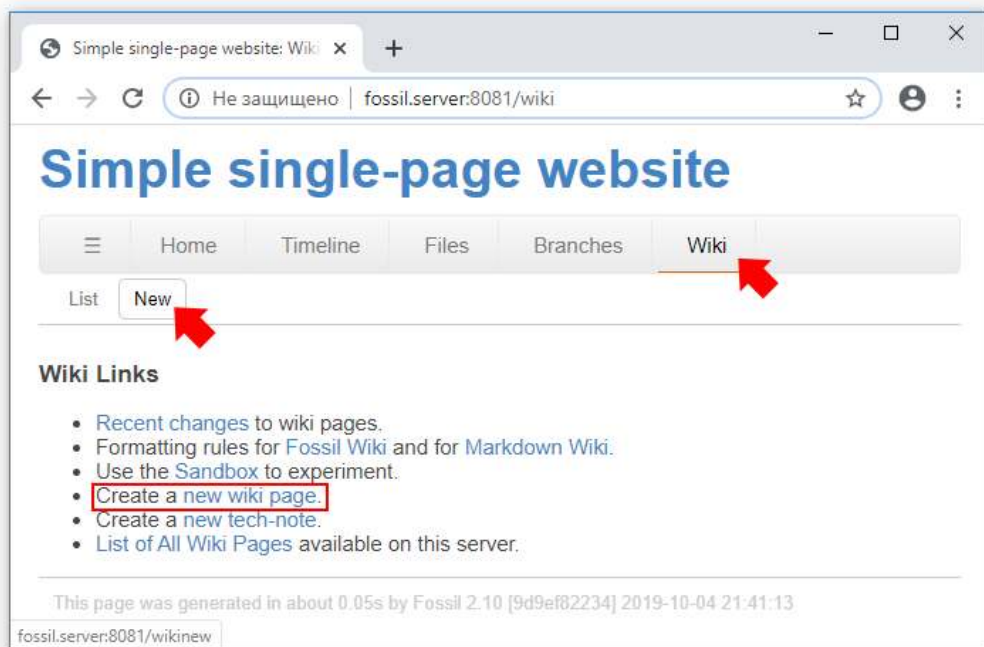 Simple single-page website: Wiki
Не защищено | fossil.server:8081/wiki
Simple single-page website
☰ Home Timeline Files Branches Wiki
List New
Wiki Links
• Recent changes to wiki pages.
• Formatting rules for Fossil Wiki and for Markdown Wiki.
• Use the Sandbox to experiment.
• Create a new wiki page.
• Create a new tech-note.
• List of All Wiki Pages available on this server.
This page was generated in about 0.05s by Fossil 2.10 [9d9ef82234] 2019-10-04 21:41:13
fossil.server:8081/wikinew